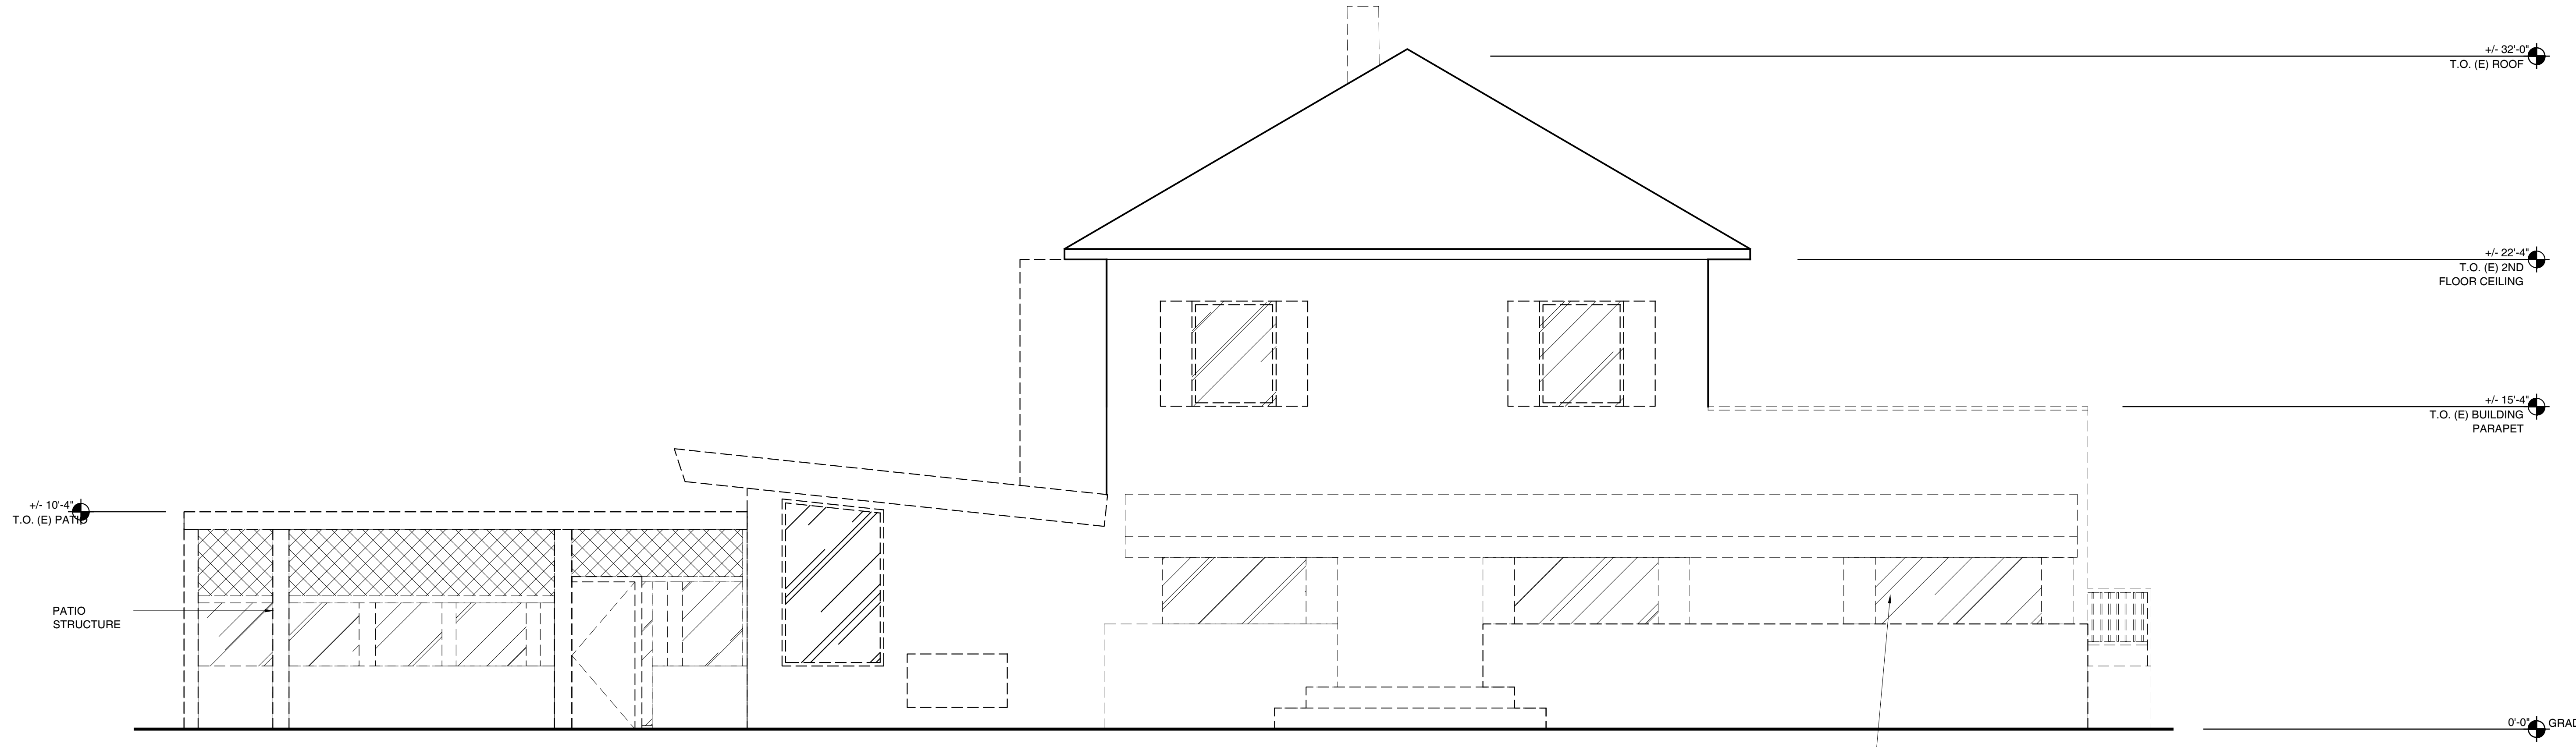 +/- 32'-0"
T.O. (E) ROOF
+/- 22'-4"
T.O. (E) 2ND
FLOOR CEILING
+/- 15'-4"
T.O. (E) BUILDING
PARAPET
+/- 10'-4"
T.O. (E) PATIO
PATIO
STRUCTURE
0'-0"
GRAD